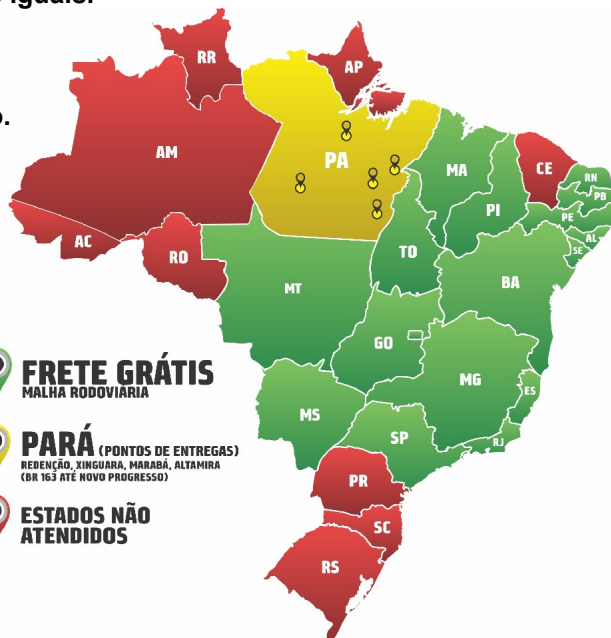 iguais.
o.
RR
AP
AM
PA
MA
CE
RN
PB
PI
PE
AL
SE
AC
RO
TO
BA
MT
GO
MG
ES
MS
SP
RJ
PR
SC
RS
FRETE GRÁTIS
MALHA RODOVIÁRIA
PARÁ (PONTOS DE ENTREGAS)
REDENÇÃO, XINGUARA, MARABÁ, ALTAMIRA
(BR 163 ATÉ NOVO PROGRESSO)
ESTADOS NÃO
ATENDIDOS